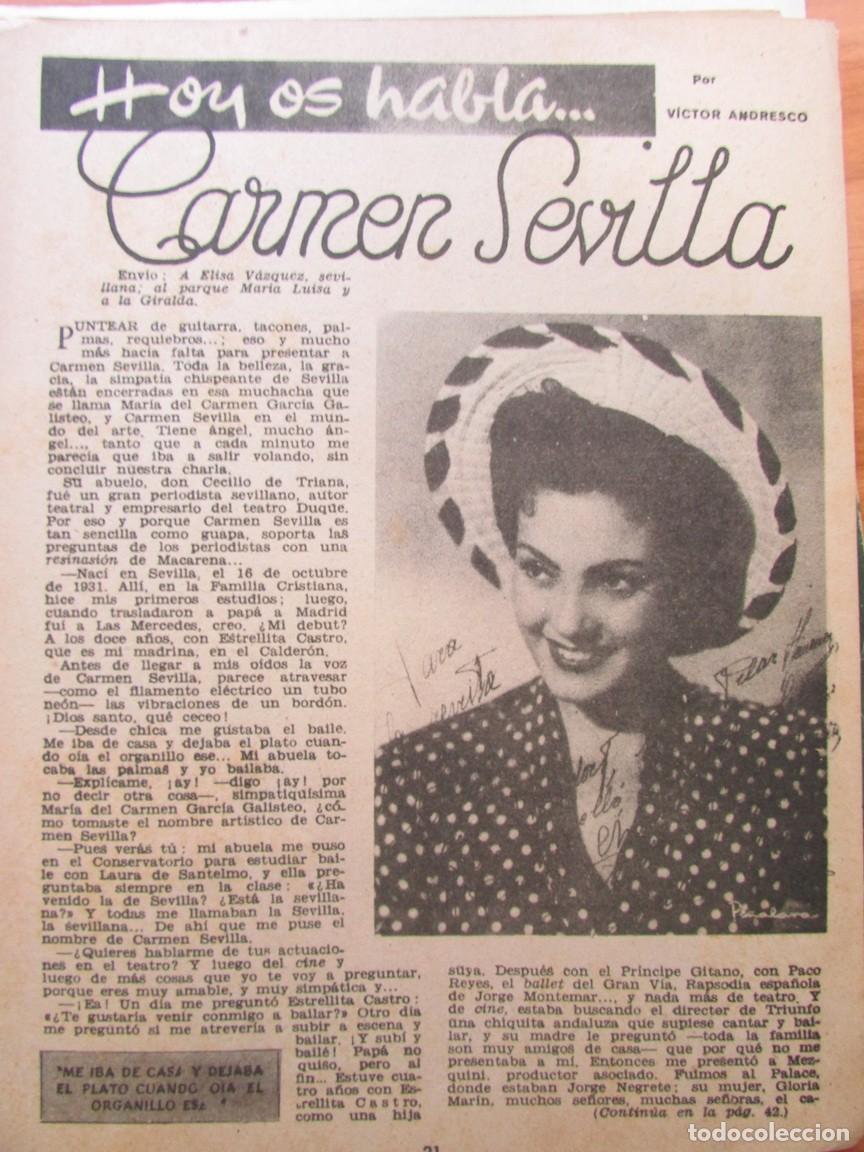 Hoy os habla...
Por
VÍCTOR ANDRESCO
Carmen Sevilla
Envío: A Elisa Vázquez, sevi-
llana; al parque María Luisa y
a la Giralda.
PUNTEAR de guitarra, tacones, pal-
mas, requiebros...; eso y mucho
más hacía falta para presentar a
Carmen Sevilla. Toda la belleza, la gra-
cia, la simpatía chispeante de Sevilla
están encerradas en esa muchacha que
se llama María del Carmen García Ga-
listeo, y Carmen Sevilla en el mun-
do del arte. Tiene Ángel, mucho án-
gel..., tanto que a cada minuto me
parecía que iba a salir volando, sin
concluir nuestra charla.
Su abuelo, don Cecilio de Triana,
fué un gran periodista sevillano, autor
teatral y empresario del teatro Duque.
Por eso y porque Carmen Sevilla es
tan sencilla como guapa, soporta las
preguntas de los periodistas con una
resinasión de Macarena...
—Nací en Sevilla, el 16 de octubre
de 1931. Allí, en la Familia Cristiana,
hice mis primeros estudios; luego,
cuando trasladaron a papá a Madrid
fuí a Las Mercedes, creo. ¿Mi debut?
A los doce años, con Estrellita Castro,
que es mi madrina, en el Calderón.
Antes de llegar a mis oídos la voz
de Carmen Sevilla, parece atravesar
—como el filamento eléctrico un tubo
neón— las vibraciones de un bordón.
¡Dios santo, qué ceceo!
—Desde chica me gustaba el baile.
Me iba de casa y dejaba el plato cuan-
do oía el organillo ese... Mi abuela to-
caba las palmas y yo bailaba.
—Explícame, ¡ay! —digo ¡ay! por
no decir otra cosa—, simpatiquísima
María del Carmen García Galisteo, ¿có-
mo tomaste el nombre artístico de Car-
men Sevilla?
—Pues verás tú: mi abuela me puso
en el Conservatorio para estudiar bai-
le con Laura de Santelmo, y ella pre-
guntaba siempre en la clase: «¿Ha
venido la de Sevilla? ¿Está la sevilla-
na?» Y todas me llamaban la Sevilla,
la sevillana... De ahí que me puse el
nombre de Carmen Sevilla.
—¿Quieres hablarme de tus actuacio-
nes en el teatro? Y luego del cine y
luego de más cosas que yo te voy a preguntar,
porque eres muy amable, y muy simpática y...
—¡Ea! Un día me preguntó Estrellita Castro:
«¿Te gustaría venir conmigo a bailar?» Otro día
me preguntó si me atrevería a subir a escena y
bailar. ¡Y subí y
bailé! Papá no
quiso, pero al
fin... Estuve cua-
tro años con Es-
trellita Castro,
como una hija
"ME IBA DE CASA Y DEJABA
EL PLATO CUANDO OIA EL
ORGANILLO ESE
Para
la revista
Pilar
Peñalara
suya. Después con el Príncipe Gitano, con Paco
Reyes, el ballet del Gran Vía, Rapsodia española
de Jorge Montemar..., y nada más de teatro. Y
de cine, estaba buscando el director de Triunfo
una chiquita andaluza que supiese cantar y bai-
lar, y su madre le preguntó —toda la familia
son muy amigos de casa— que por qué no me
presentaba a mí. Entonces me presentó a Mez-
quini, productor asociado. Fuimos al Palace,
donde estaban Jorge Negrete; su mujer, Gloria
Marín, muchos señores, muchas señoras, el ca-
(Continúa en la pág. 42.)
21
todocoleccion